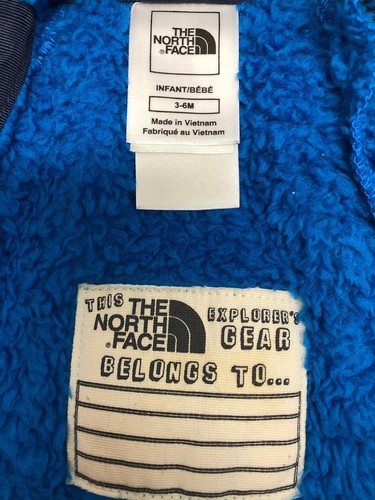 THE
NORTH
FACE
INFANT/BÉBÉ
3-6M
Made in Vietnam
Fabriqué au Vietnam
THIS THE NORTH FACE EXPLORER'S
GEAR
BELONGS TO...